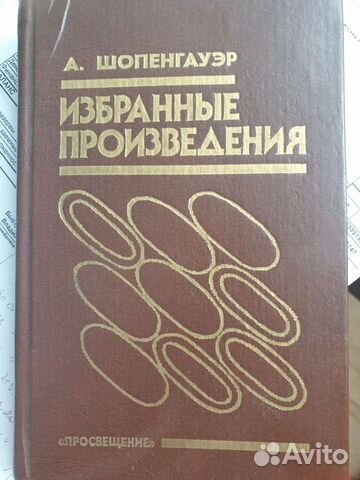 А. ШОПЕНГАУЭР
ИЗБРАННЫЕ
ПРОИЗВЕДЕНИЯ
«ПРОСВЕЩЕНИЕ»
Avito